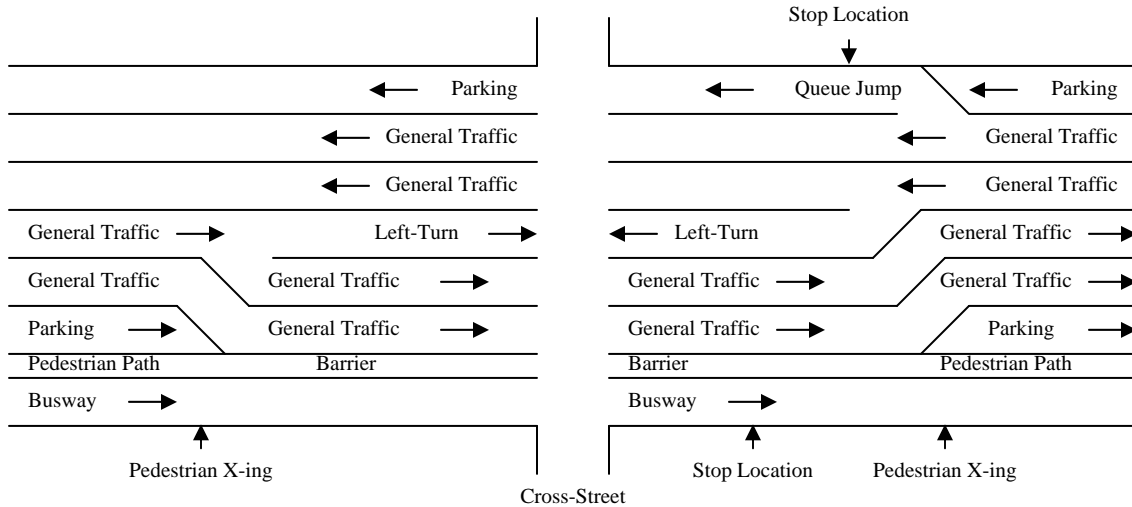 Stop Location
Parking
Queue Jump
Parking
General Traffic
General Traffic
General Traffic
General Traffic
General Traffic
Left-Turn
Left-Turn
General Traffic
General Traffic
General Traffic
General Traffic
General Traffic
Parking
General Traffic
General Traffic
Parking
Pedestrian Path
Barrier
Barrier
Pedestrian Path
Busway
Busway
Pedestrian X-ing
Stop Location
Pedestrian X-ing
Cross-Street